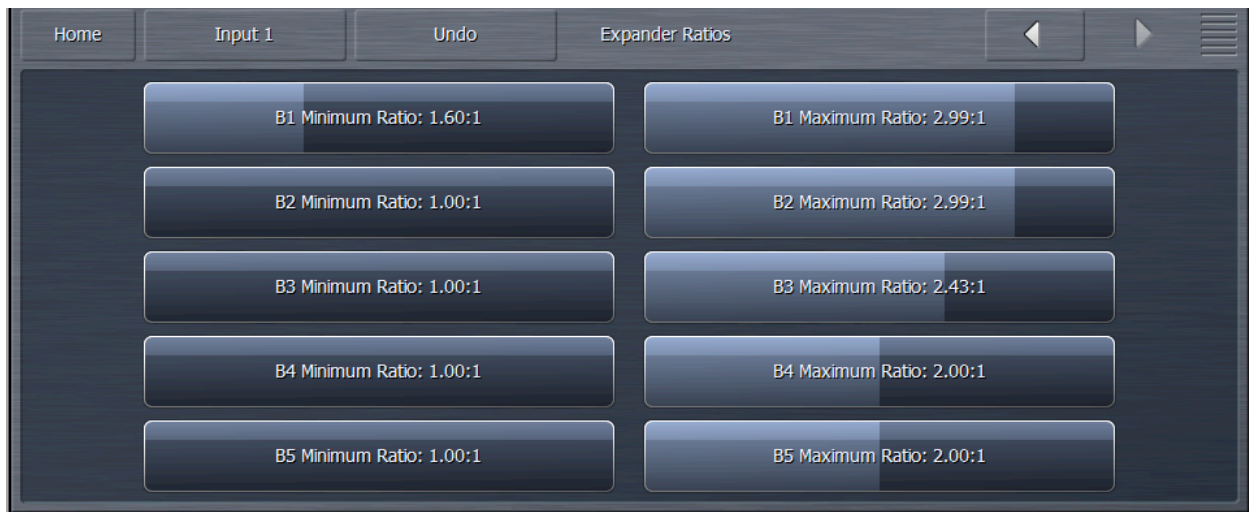 Home Input 1 Undo Expander Ratios
B1 Minimum Ratio: 1.60:1 B1 Maximum Ratio: 2.99:1
B2 Minimum Ratio: 1.00:1 B2 Maximum Ratio: 2.99:1
B3 Minimum Ratio: 1.00:1 B3 Maximum Ratio: 2.43:1
B4 Minimum Ratio: 1.00:1 B4 Maximum Ratio: 2.00:1
B5 Minimum Ratio: 1.00:1 B5 Maximum Ratio: 2.00:1